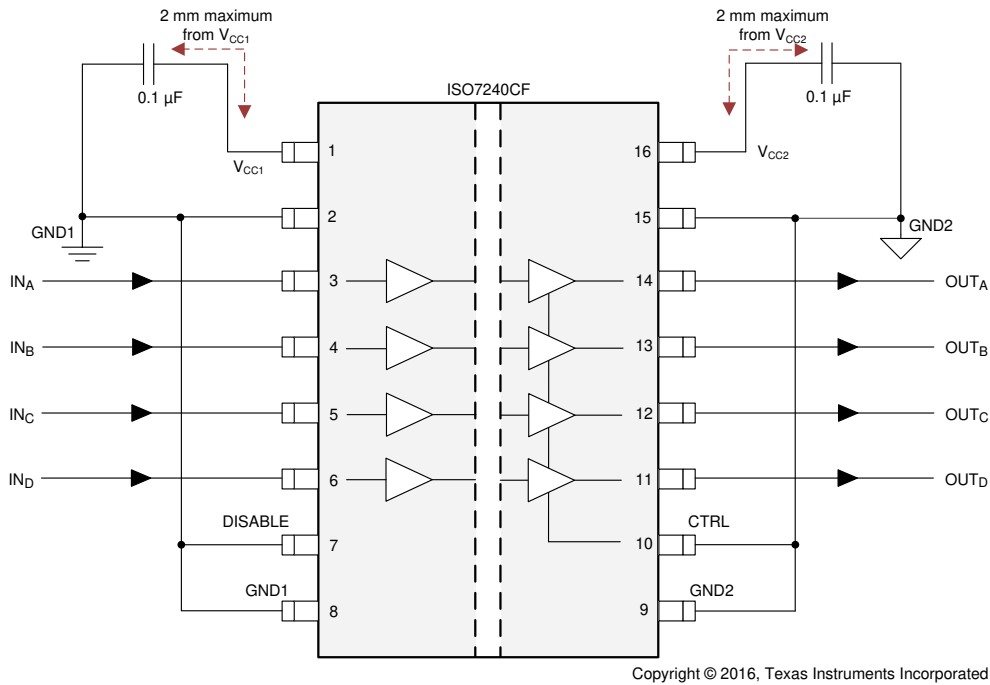 2 mm maximum
from VCC1
2 mm maximum
from VCC2
0.1 µF
0.1 µF
ISO7240CF
VCC1
1
16
VCC2
2
15
GND1
GND2
INA
3
14
OUTA
INB
4
13
OUTB
INC
5
12
OUTC
IND
6
11
OUTD
DISABLE
7
10
CTRL
GND1
8
9
GND2
Copyright © 2016, Texas Instruments Incorporated